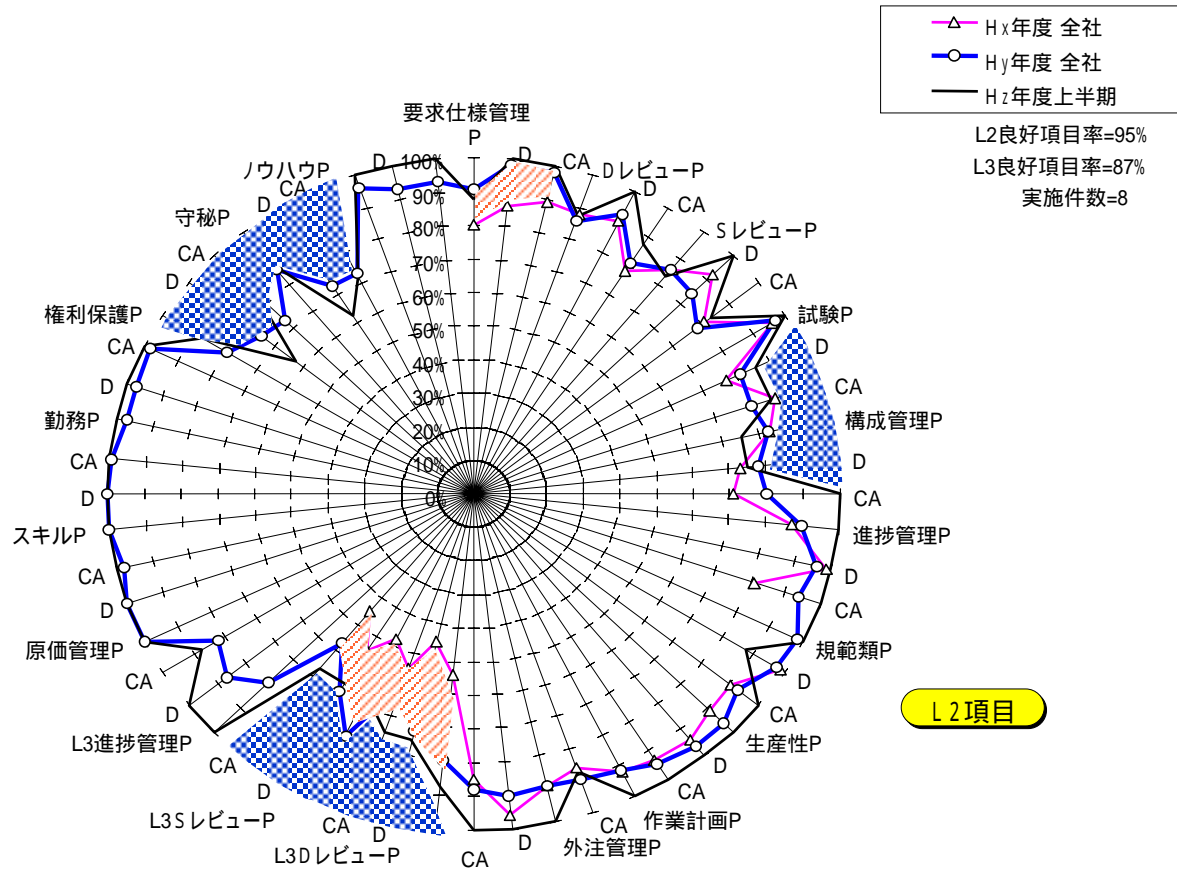 Hx年度 全社
Hy年度 全社
Hz年度上半期
L2良好項目率=95%
L3良好項目率=87%
実施件数=8
要求仕様管理
P
D
CA
DレビューP
D
CA
SレビューP
D
CA
試験P
D
CA
構成管理P
D
CA
進捗管理P
D
CA
規範類P
D
CA
生産性P
D
CA
作業計画P
CA
外注管理P
D
CA
L3DレビューP
D
CA
L3SレビューP
D
CA
L3進捗管理P
D
CA
原価管理P
D
CA
スキルP
D
CA
勤務P
D
CA
権利保護P
D
CA
守秘P
D
CA
ノウハウP
D
100%
90%
80%
70%
60%
50%
40%
30%
20%
10%
0%
L2項目